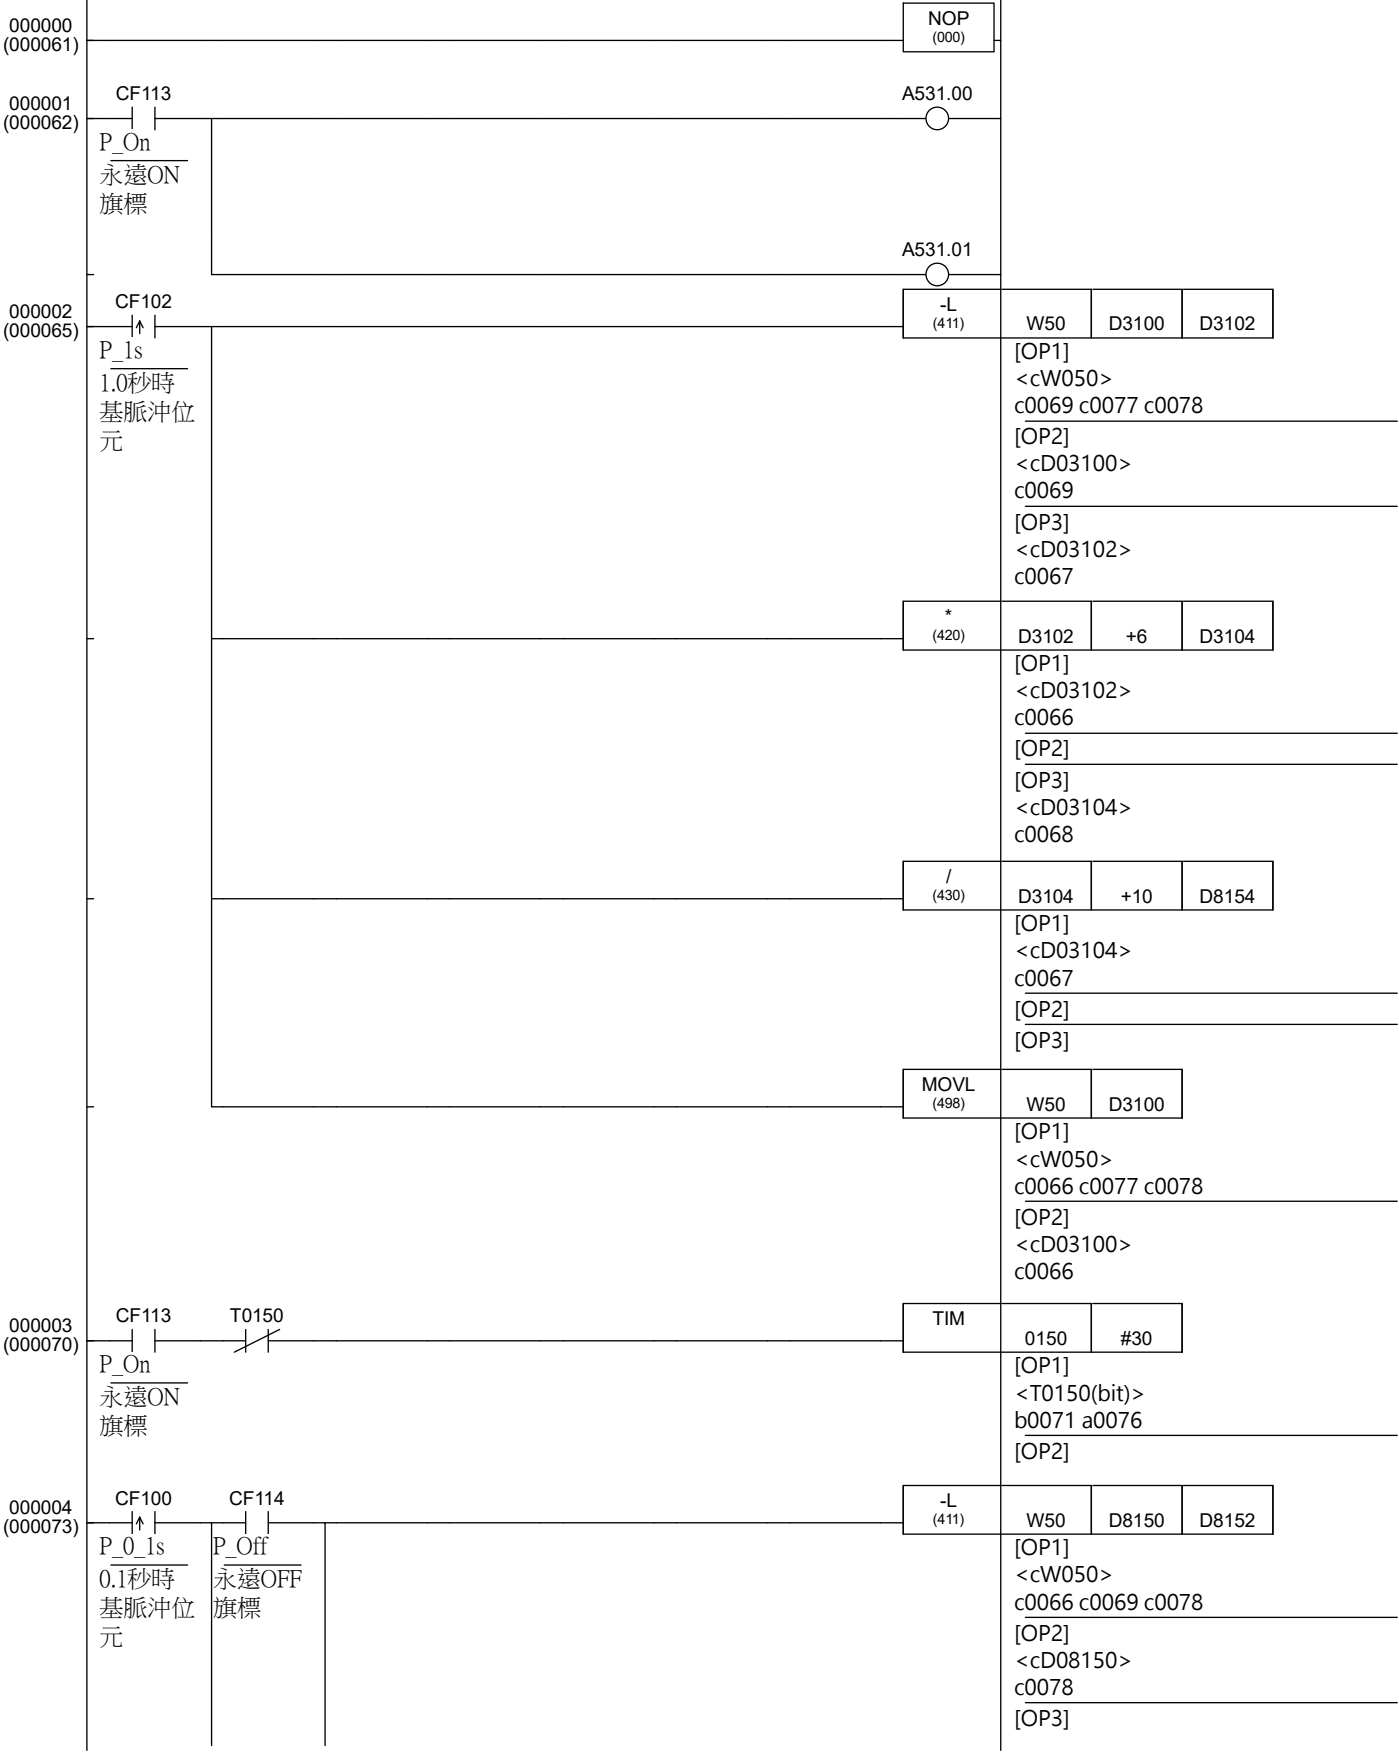 000000
(000061)
NOP
(000)
000001
(000062)
CF113
P_On
永遠ON
旗標
A531.00
A531.01
000002
(000065)
CF102
P_1s
1.0秒時
基脈沖位
元
-L
(411)
W50 D3100 D3102
[OP1]
<cW050>
c0069 c0077 c0078
[OP2]
<cD03100>
c0069
[OP3]
<cD03102>
c0067
*
(420)
D3102 +6 D3104
[OP1]
<cD03102>
c0066
[OP2]
[OP3]
<cD03104>
c0068
/
(430)
D3104 +10 D8154
[OP1]
<cD03104>
c0067
[OP2]
[OP3]
MOVL
(498)
W50 D3100
[OP1]
<cW050>
c0066 c0077 c0078
[OP2]
<cD03100>
c0066
000003
(000070)
CF113 T0150
P_On
永遠ON
旗標
TIM
0150 #30
[OP1]
<T0150(bit)>
b0071 a0076
[OP2]
000004
(000073)
CF100 CF114
P_0_1s P_Off
0.1秒時 永遠OFF
基脈沖位 旗標
元
-L
(411)
W50 D8150 D8152
[OP1]
<cW050>
c0066 c0069 c0078
[OP2]
<cD08150>
c0078
[OP3]